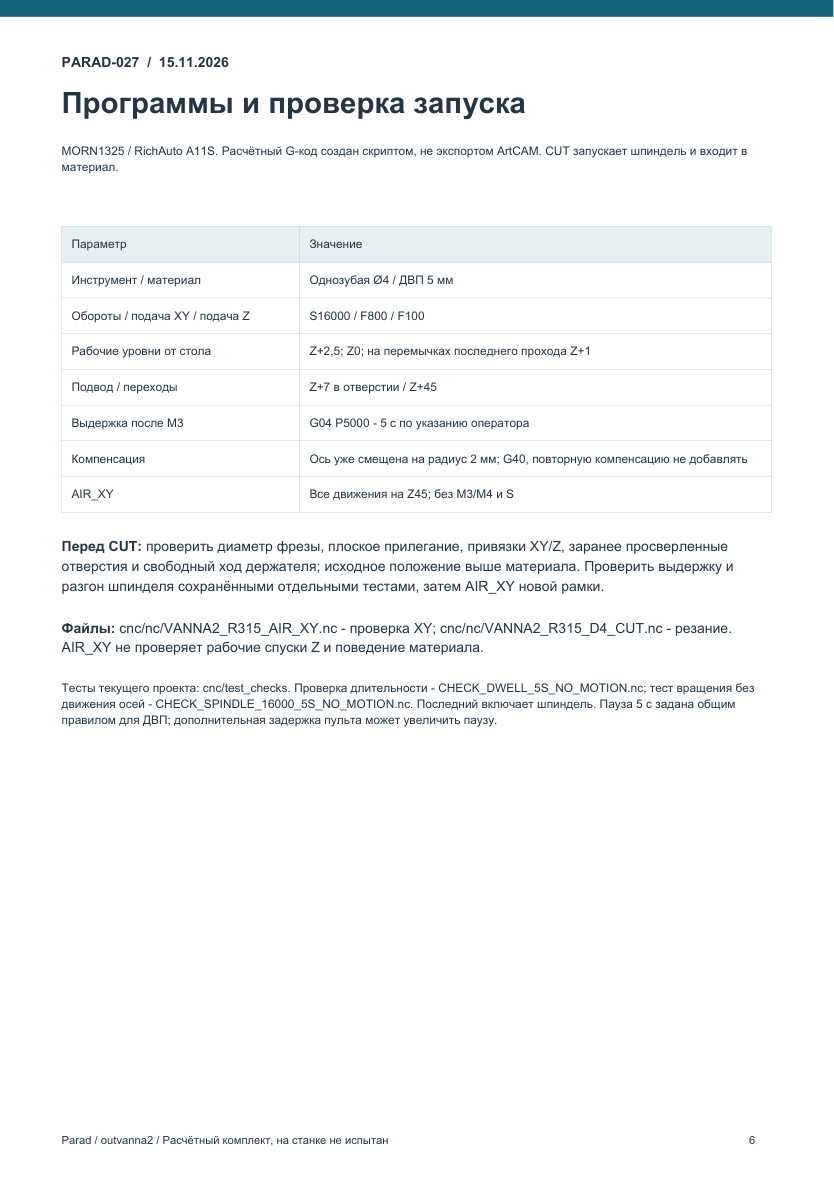 PARAD-027 / 15.11.2026
Программы и проверка запуска
MORN1325 / RichAuto A11S. Расчётный G-код создан скриптом, не экспортом ArtCAM. CUT запускает шпиндель и входит в
материал.
Параметр Значение
Инструмент / материал Однозубая Ø4 / ДВП 5 мм
Обороты / подача XY / подача Z S16000 / F800 / F100
Рабочие уровни от стола Z+2,5; Z0; на перемычках последнего прохода Z+1
Подвод / переходы Z+7 в отверстии / Z+45
Выдержка после M3 G04 P5000 - 5 с по указанию оператора
Компенсация Ось уже смещена на радиус 2 мм; G40, повторную компенсацию не добавлять
AIR_XY Все движения на Z45; без M3/M4 и S
Перед CUT: проверить диаметр фрезы, плоское прилегание, привязки XY/Z, заранее просверленные
отверстия и свободный ход держателя; исходное положение выше материала. Проверить выдержку и
разгон шпинделя сохранёнными отдельными тестами, затем AIR_XY новой рамки.
Файлы: cnc/nc/VANNA2_R315_AIR_XY.nc - проверка XY; cnc/nc/VANNA2_R315_D4_CUT.nc - резание.
AIR_XY не проверяет рабочие спуски Z и поведение материала.
Тесты текущего проекта: cnc/test_checks. Проверка длительности - CHECK_DWELL_5S_NO_MOTION.nc; тест вращения без
движения осей - CHECK_SPINDLE_16000_5S_NO_MOTION.nc. Последний включает шпиндель. Пауза 5 с задана общим
правилом для ДВП; дополнительная задержка пульта может увеличить паузу.
Parad / outvanna2 / Расчётный комплект, на станке не испытан 6